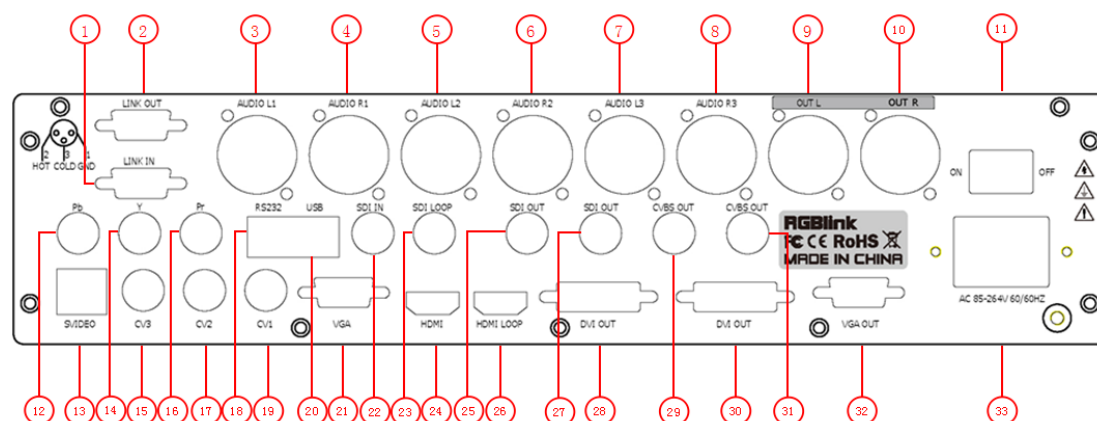 1 2 3 4 5 6 7 8 9 10 11
LINK OUT AUDIO L1 AUDIO R1 AUDIO L2 AUDIO R2 AUDIO L3 AUDIO R3 OUT L OUT R
2 3 1
HOT COLD GND
LINK IN
ON OFF
Pb Y Pr RS232 USB SDI IN SDI LOOP SDI OUT SDI OUT CVBS OUT CVBS OUT
RGBlink
FC CE RoHS
MADE IN CHINA
AC 85-264V 60/60HZ
SVIDEO CV3 CV2 CV1 VGA HDMI HDMI LOOP DVI OUT DVI OUT VGA OUT
12 13 14 15 16 17 18 19 20 21 22 23 24 25 26 27 28 29 30 31 32 33